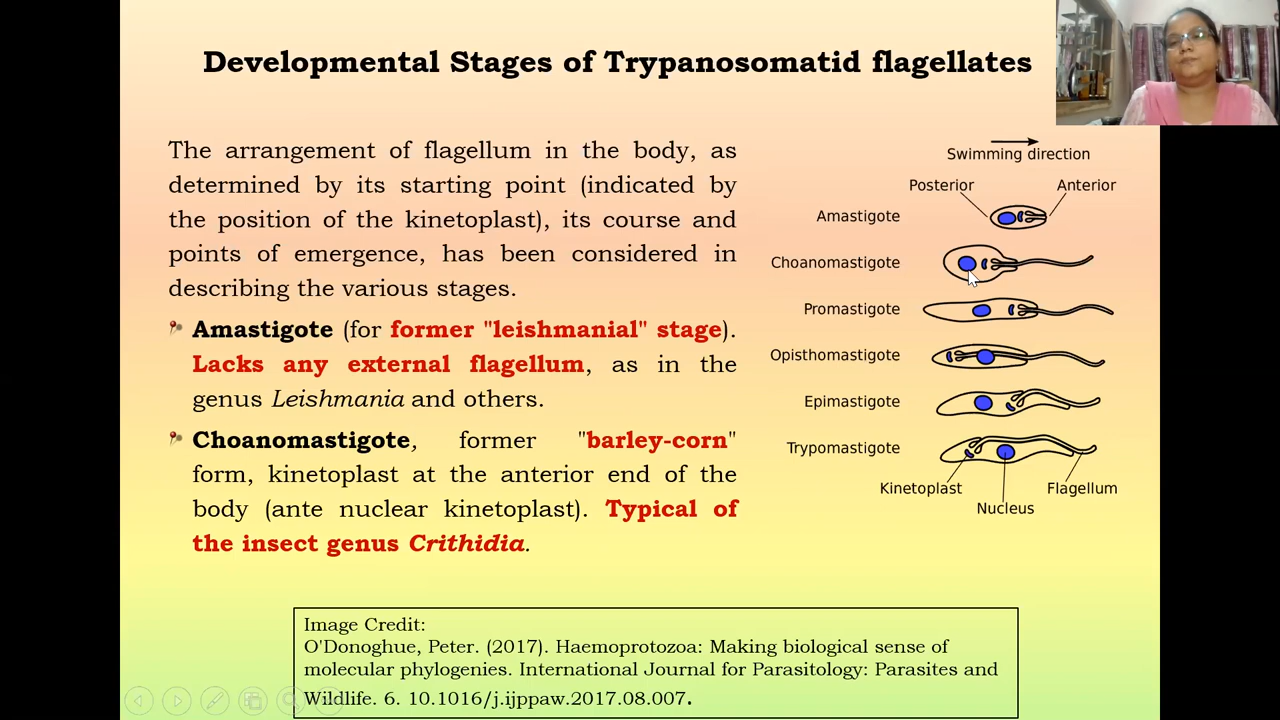 Developmental Stages of Trypanosomatid flagellates
The arrangement of flagellum in the body, as
determined by its starting point (indicated by
the position of the kinetoplast), its course and
points of emergence, has been considered in
describing the various stages.
Amastigote (for former "leishmanial" stage).
Lacks any external flagellum, as in the
genus Leishmania and others.
Choanomastigote, former "barley-corn"
form, kinetoplast at the anterior end of the
body (ante nuclear kinetoplast). Typical of
the insect genus Crithidia.
Swimming direction
Posterior Anterior
Amastigote
Choanomastigote
Promastigote
Opisthomastigote
Epimastigote
Trypomastigote
Kinetoplast Flagellum
Nucleus
Image Credit:
O'Donoghue, Peter. (2017). Haemoprotozoa: Making biological sense of
molecular phylogenies. International Journal for Parasitology: Parasites and
Wildlife. 6. 10.1016/j.ijppaw.2017.08.007.